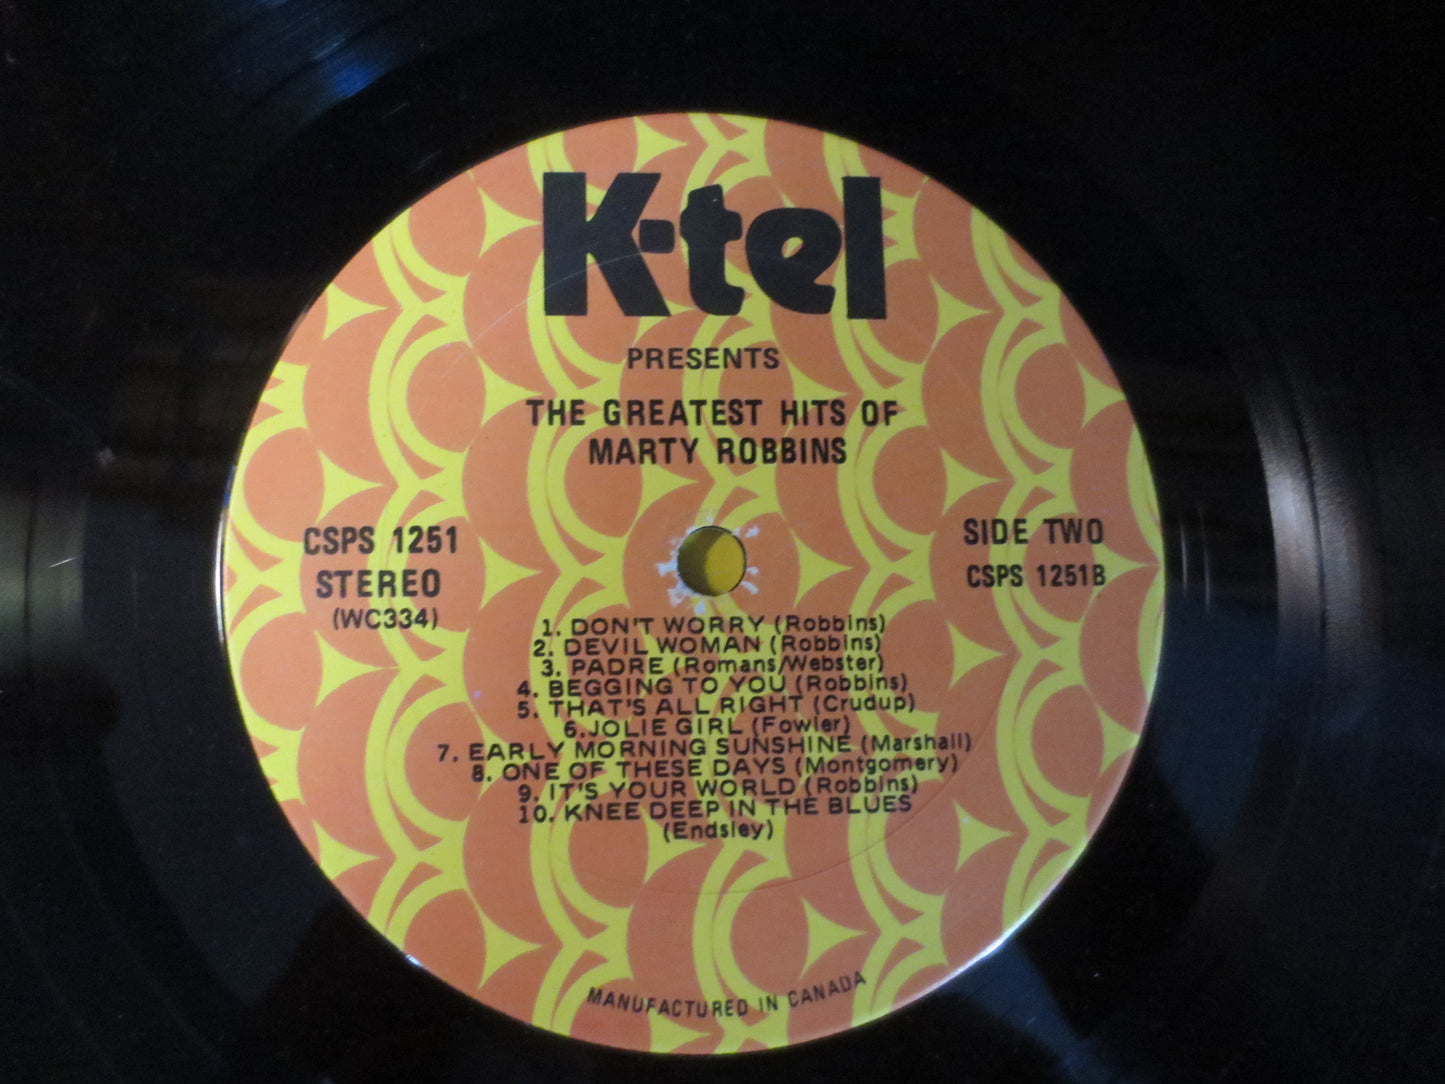 K-tel
PRESENTS
THE GREATEST HITS OF
MARTY ROBBINS
CSPS 1251
STEREO
(WC334)
SIDE TWO
CSPS 1251B
1. DON'T WORRY (Robbins)
2. DEVIL WOMAN (Robbins)
3. PADRE (Romans/Webster)
4. BEGGING TO YOU (Robbins)
5. THAT'S ALL RIGHT (Crudup)
6. JOLIE GIRL (Fowler)
7. EARLY MORNING SUNSHINE (Marshall)
8. ONE OF THESE DAYS (Montgomery)
9. IT'S YOUR WORLD (Robbins)
10. KNEE DEEP IN THE BLUES
(Endsley)
MANUFACTURED IN CANADA